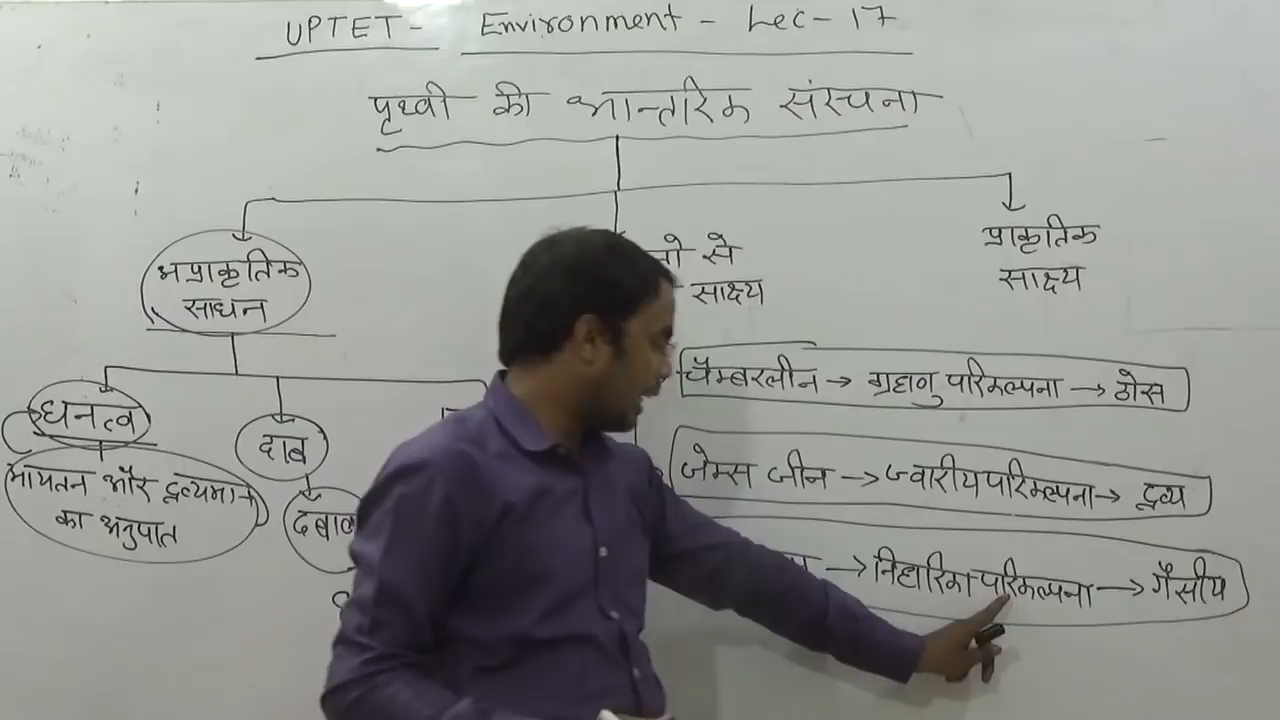 UPTET- Environment - Lec- 17
पृथ्वी की आन्तरिक संरचना
अप्राकृतिक
साधन
से
साक्ष्य
प्राकृतिक
साक्ष्य
घनत्व
आयतन और द्रव्यमान
का अनुपात
दाब
चैम्बरलीन → ग्रहाणु परिकल्पना → ठोस
जेम्स जीन → ज्वारीय परिकल्पना → द्रव्य
→ निहारिका परिकल्पना → गैसीय